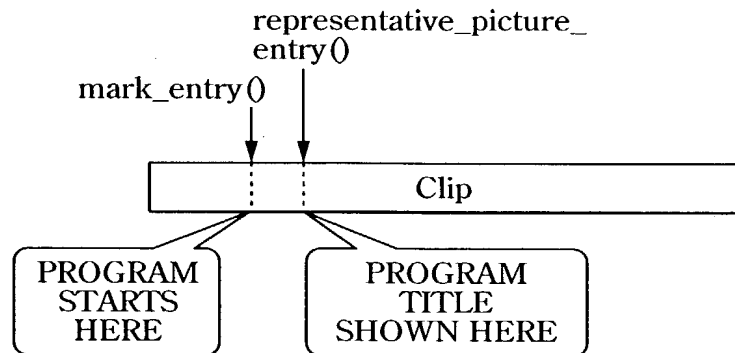 representative_picture_
entry()
mark_entry()
Clip
PROGRAM
STARTS
HERE
PROGRAM
TITLE
SHOWN HERE